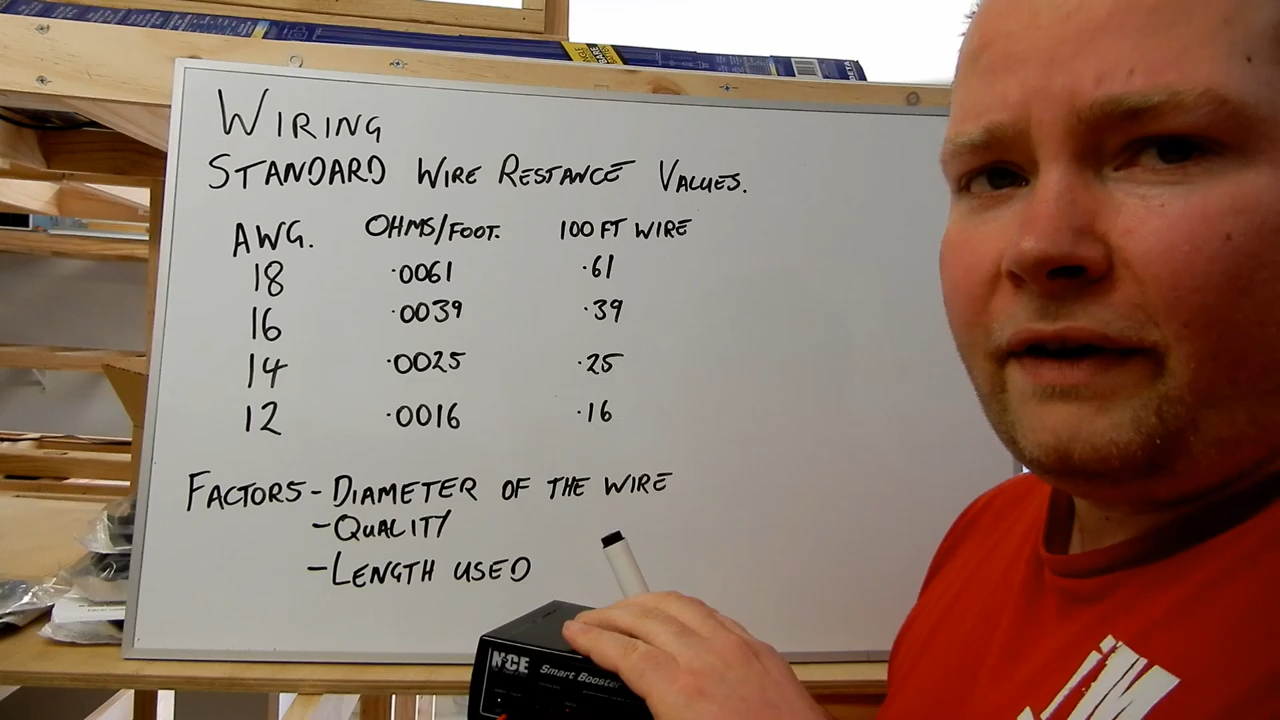 WIRING
STANDARD WIRE RESTANCE VALUES.
AWG. OHMS/FOOT. 100 FT WIRE
18 .0061 .61
16 .0039 .39
14 .0025 .25
12 .0016 .16
FACTORS - DIAMETER OF THE WIRE
- QUALITY
- LENGTH USED
NCE Smart Booster